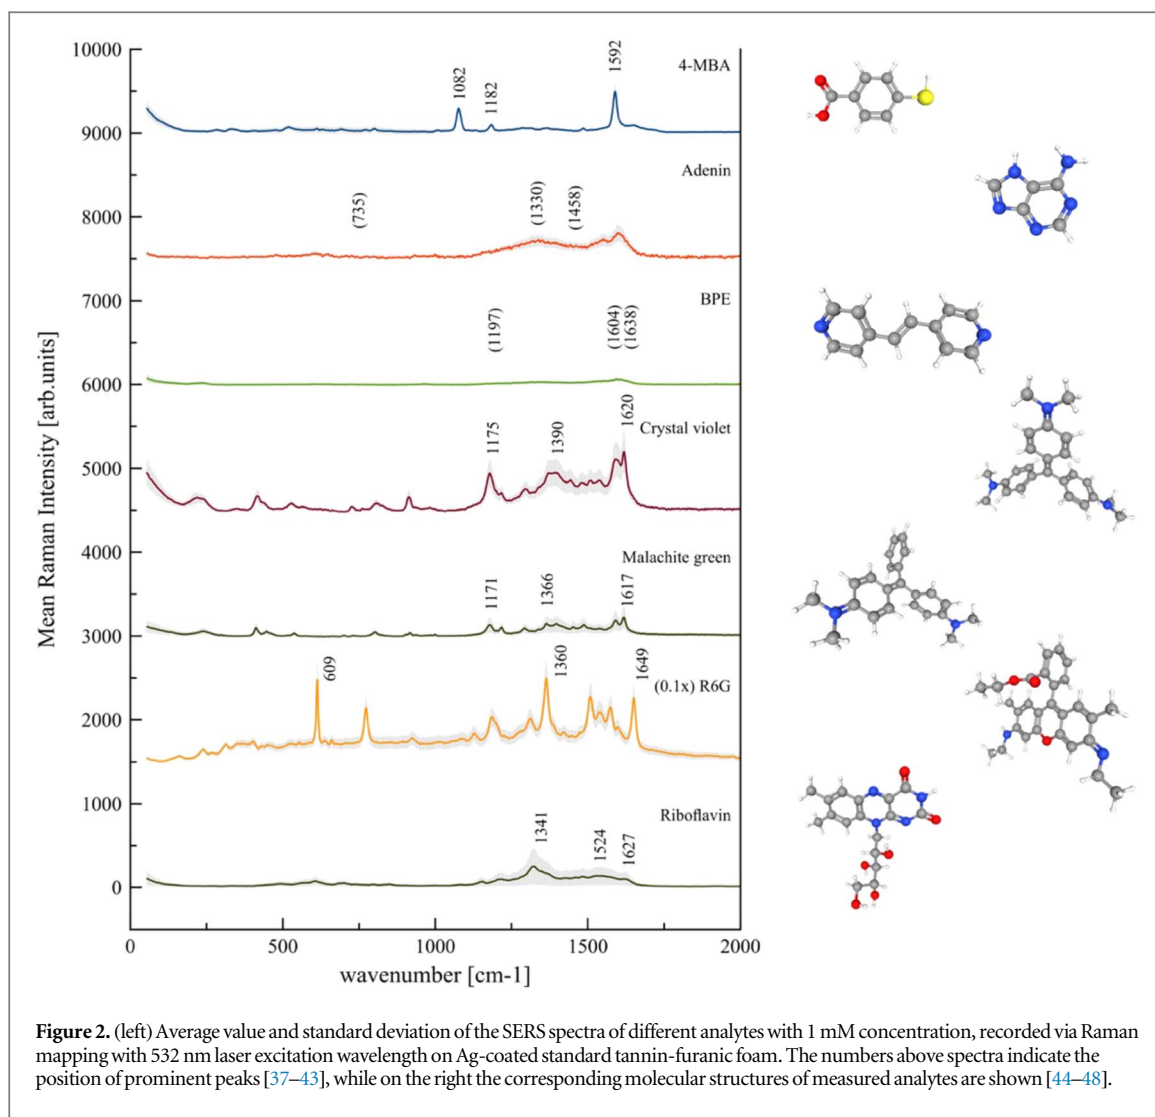 10000
9000
8000
7000
6000
5000
4000
3000
2000
1000
0
Mean Raman Intensity [arb.units]
4-MBA
1082
1182
1592
Adenin
(735)
(1330)
(1458)
BPE
(1197)
(1604)
(1638)
Crystal violet
1175
1390
1620
Malachite green
1171
1366
1617
(0.1x) R6G
609
1360
1649
Riboflavin
1341
1524
1627
0 500 1000 1500 2000
wavenumber [cm-1]
Figure 2. (left) Average value and standard deviation of the SERS spectra of different analytes with 1 mM concentration, recorded via Raman
mapping with 532 nm laser excitation wavelength on Ag-coated standard tannin-furanic foam. The numbers above spectra indicate the
position of prominent peaks [37–43], while on the right the corresponding molecular structures of measured analytes are shown [44–48].